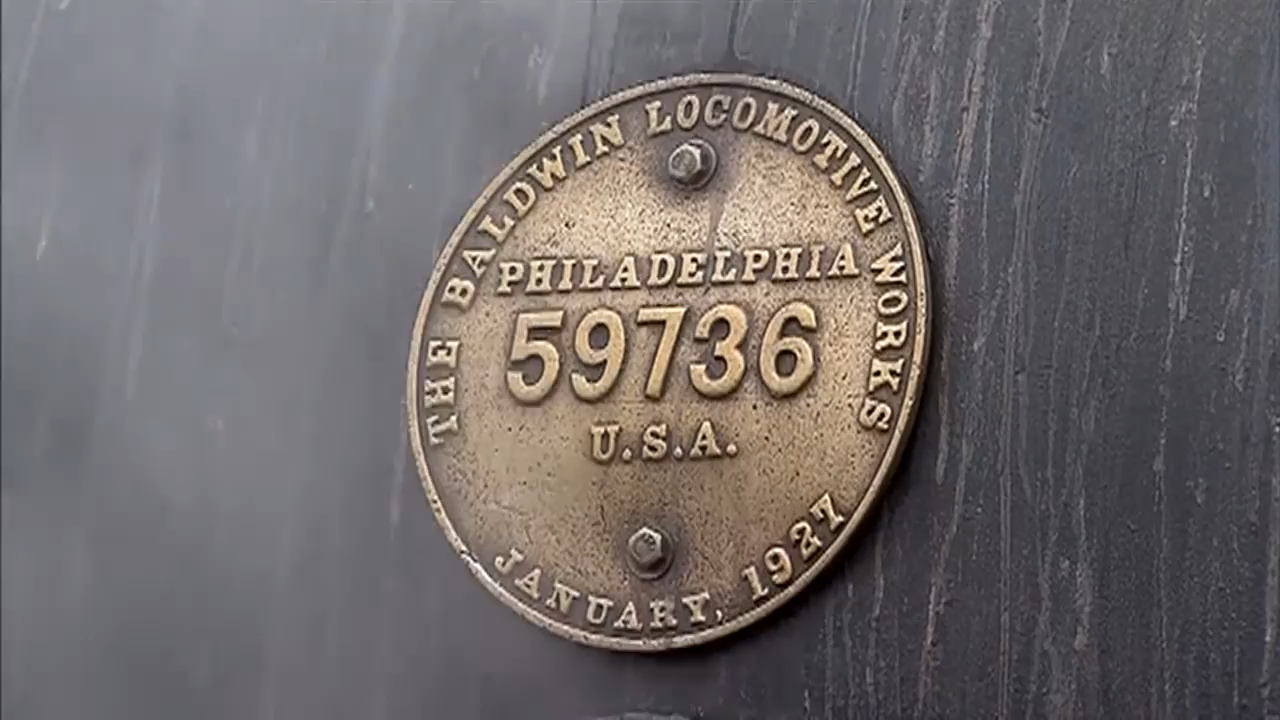 THE BALDWIN LOCOMOTIVE WORKS
PHILADELPHIA
59736
U.S.A.
JANUARY, 1927